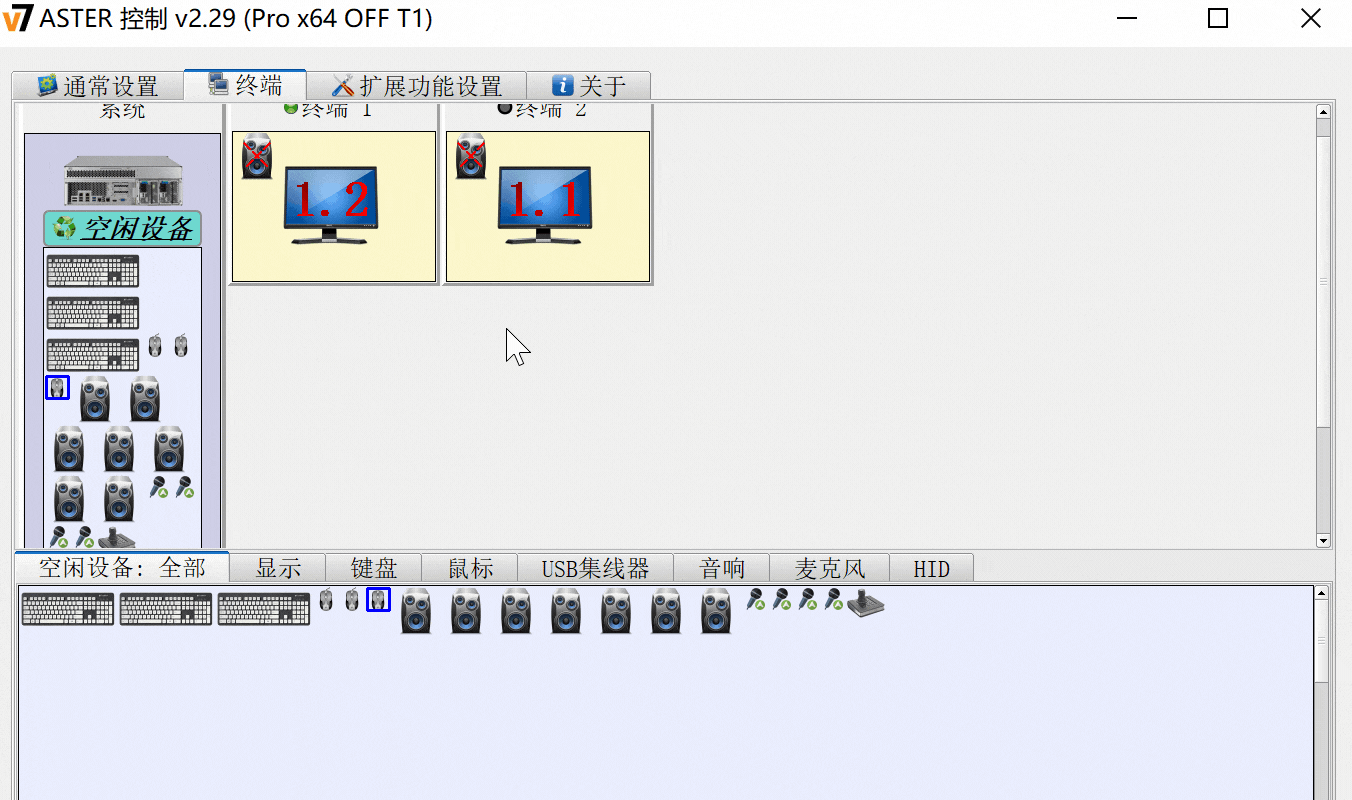 ASTER 控制 v2.29 (Pro x64 OFF T1)
通常设置 终端 扩展功能设置 关于
系统 终端 1 终端 2
1.2 1.1
空闲设备
空闲设备: 全部 显示 键盘 鼠标 USB集线器 音响 麦克风 HID